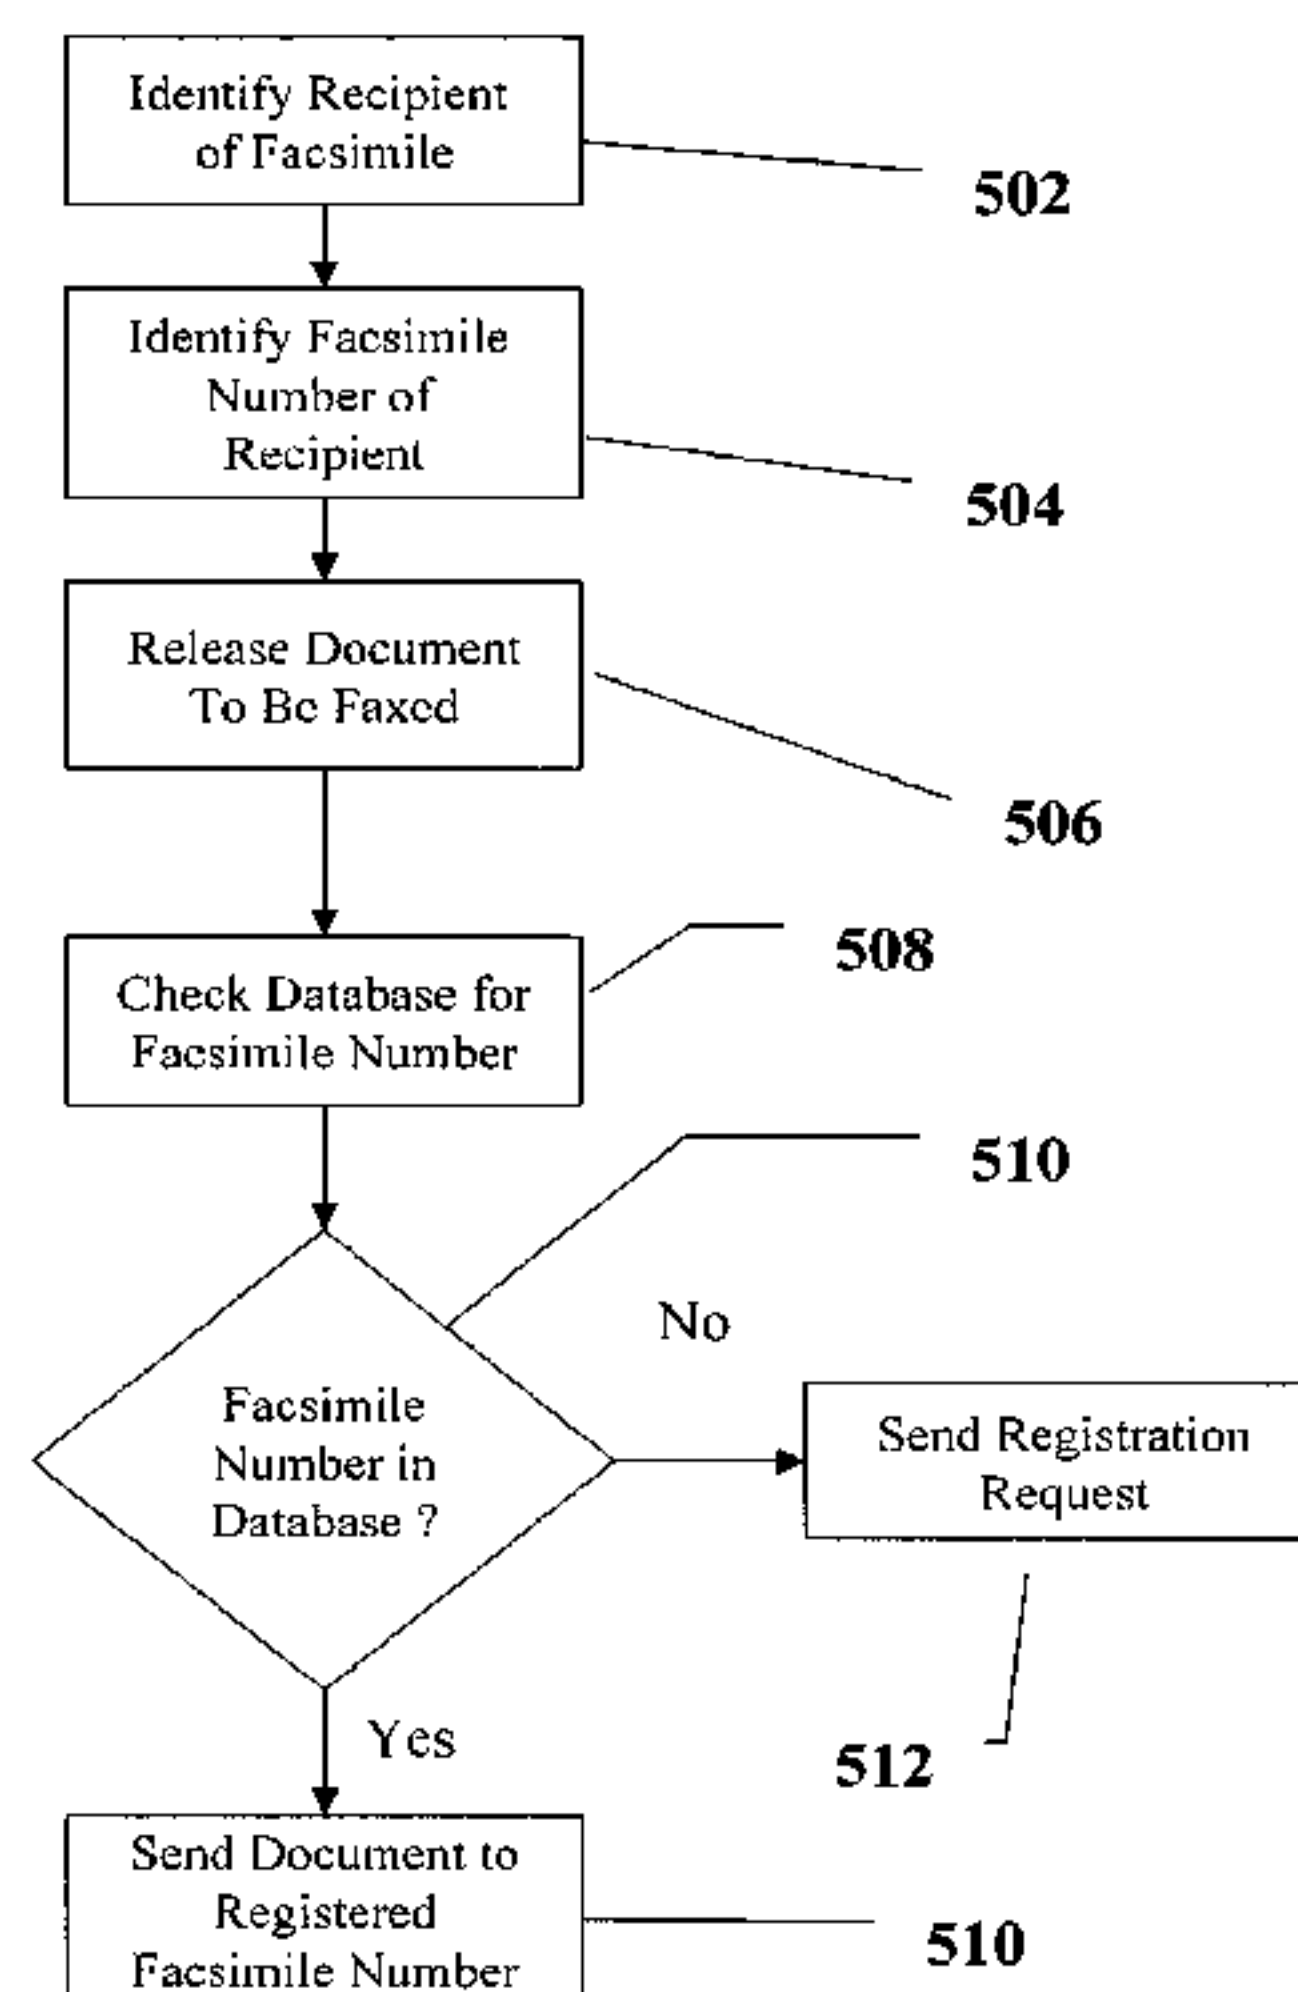 Identify Recipient
of Facsimile
502
Identify Facsimile
Number of
Recipient
504
Release Document
To Be Faxed
506
508
Check Database for
Facsimile Number
510
No
Facsimile
Number in
Database ?
Send Registration
Request
Yes
512
Send Document to
Registered
Facsimile Number
510